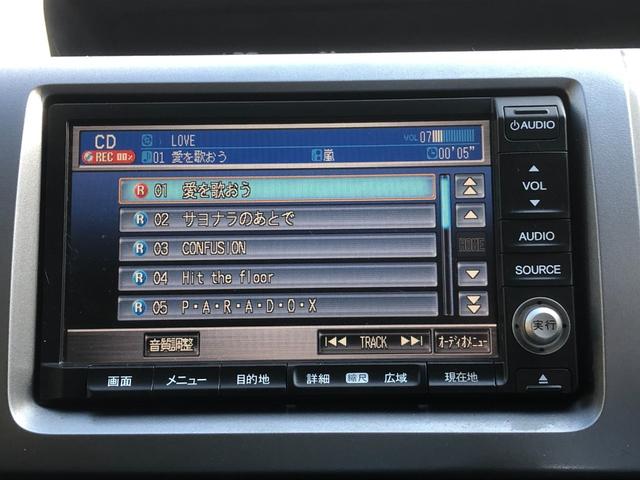 CD LOVE VOL 07
REC 00% 01 愛を歌おう 嵐 00'05"
R 01 愛を歌おう
R 02 サヨナラのあとで
R 03 CONFUSION
R 04 Hit the floor
R 05 P・A・R・A・D・O・X
HOME
音質調整 TRACK オーディオメニュー
AUDIO
VOL
AUDIO
SOURCE
実行
画面 メニュー 目的地 詳細 縮尺 広域 現在地